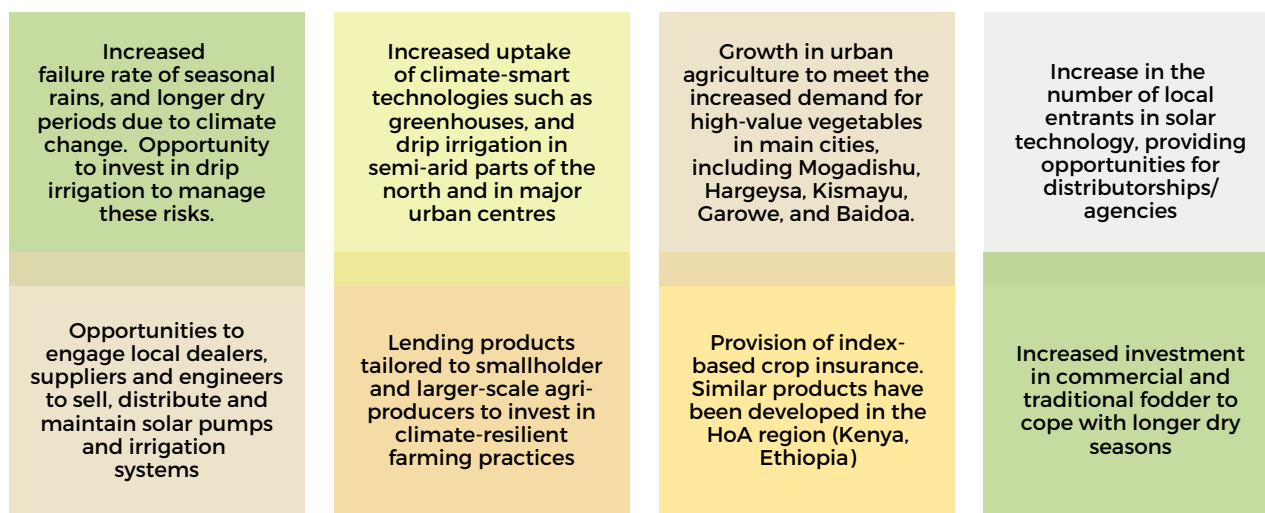 Increased
failure rate of seasonal
rains, and longer dry
periods due to climate
change. Opportunity
to invest in drip
irrigation to manage
these risks.
Increased uptake
of climate-smart
technologies such as
greenhouses, and
drip irrigation in
semi-arid parts of the
north and in major
urban centres
Growth in urban
agriculture to meet the
increased demand for
high-value vegetables
in main cities,
including Mogadishu,
Hargeysa, Kismayu,
Garowe, and Baidoa.
Increase in the
number of local
entrants in solar
technology, providing
opportunities for
distributorships/
agencies
Opportunities to
engage local dealers,
suppliers and engineers
to sell, distribute and
maintain solar pumps
and irrigation
systems
Lending products
tailored to smallholder
and larger-scale agri-
producers to invest in
climate-resilient
farming practices
Provision of index-
based crop insurance.
Similar products have
been developed in the
HoA region (Kenya,
Ethiopia)
Increased investment
in commercial and
traditional fodder to
cope with longer dry
seasons